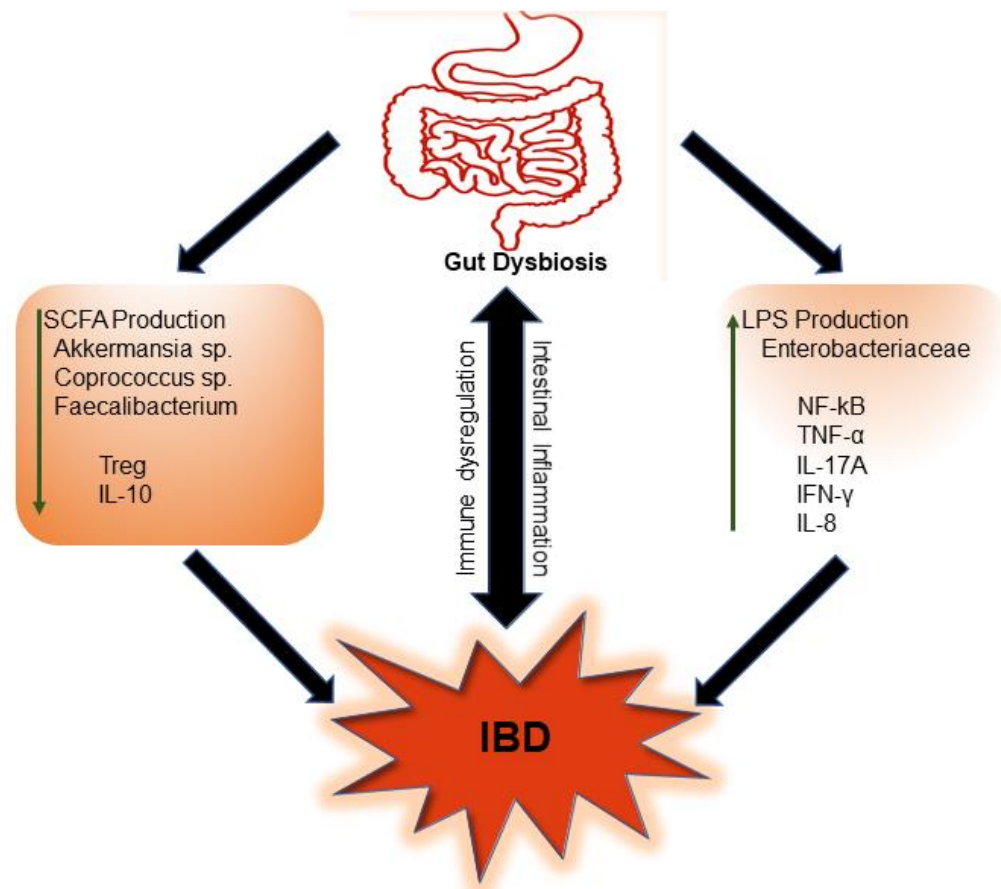 Gut Dysbiosis
SCFA Production
Akkermansia sp.
Coprococcus sp.
Faecalibacterium
Treg
IL-10
Immune dysregulation
Intestinal Inflammation
LPS Production
Enterobacteriaceae
NF-kB
TNF-α
IL-17A
IFN-γ
IL-8
IBD